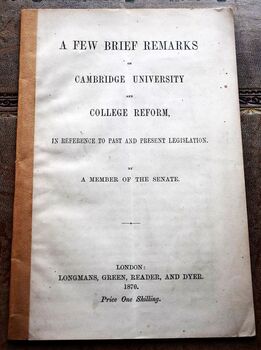 A FEW BRIEF REMARKS
ON
CAMBRIDGE UNIVERSITY
AND
COLLEGE REFORM,
IN REFERENCE TO PAST AND PRESENT LEGISLATION.
BY
A MEMBER OF THE SENATE.
LONDON:
LONGMANS, GREEN, READER, AND DYER.
1870.
Price One Shilling.